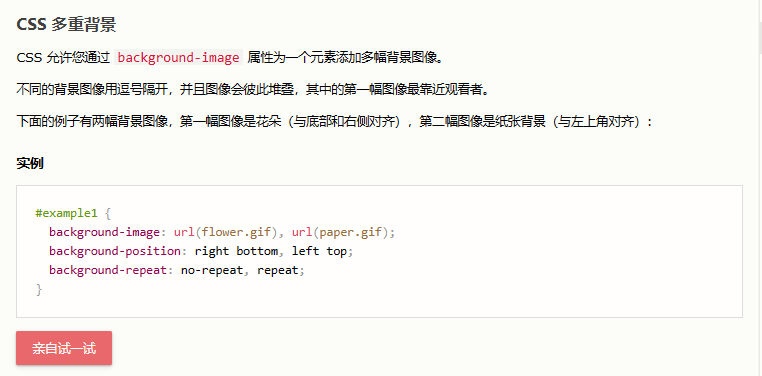 CSS 多重背景
CSS 允许您通过 background-image 属性为一个元素添加多幅背景图像。
不同的背景图像用逗号隔开，并且图像会彼此堆叠，其中的第一幅图像最靠近观看者。
下面的例子有两幅背景图像，第一幅图像是花朵（与底部和右侧对齐），第二幅图像是纸张背景（与左上角对齐）：
实例
#example1 {
  background-image: url(flower.gif), url(paper.gif);
  background-position: right bottom, left top;
  background-repeat: no-repeat, repeat;
}
亲自试一试